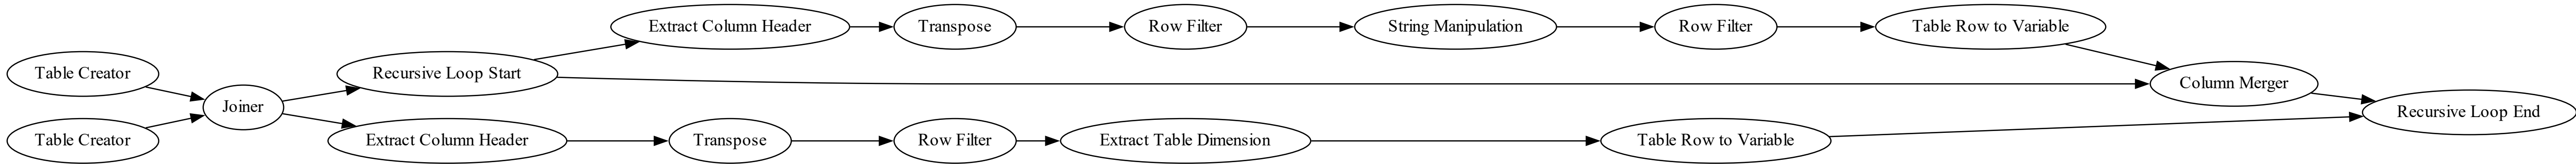 Extract Column Header
Transpose
Row Filter
String Manipulation
Row Filter
Table Row to Variable
Table Creator
Recursive Loop Start
Column Merger
Joiner
Recursive Loop End
Table Creator
Extract Column Header
Transpose
Row Filter
Extract Table Dimension
Table Row to Variable